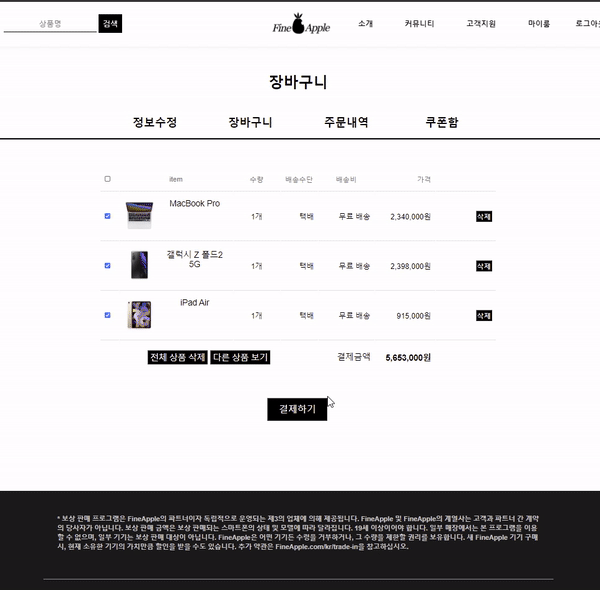 상품명 검색 Fine Apple 소개 커뮤니티 고객지원 마이룸 로그아
장바구니
정보수정 장바구니 주문내역 쿠폰함
item 수량 배송수단 배송비 가격
MacBook Pro 1개 택배 무료 배송 2,340,000원 삭제
갤럭시 Z 폴드2
5G 1개 택배 무료 배송 2,398,000원 삭제
iPad Air 1개 택배 무료 배송 915,000원 삭제
전체 상품 삭제 다른 상품 보기 결제금액 5,653,000원
결제하기
* 보상 판매 프로그램은 FineApple의 파트너이자 독립적으로 운영되는 제3의 업체에 의해 제공됩니다. FineApple 및 FineApple의 계열사는 고객과 파트너 간 계약
의 당사자가 아닙니다. 보상 판매 금액은 보상 판매되는 스마트폰의 상태 및 모델에 따라 달라집니다. 19세 이상이어야 합니다. 일부 매장에서는 본 프로그램을 이용
할 수 없으며, 일부 기기는 보상 판매 대상이 아닙니다. FineApple은 어떤 기기든 수령을 거부하거나, 그 수량을 제한할 권리를 보유합니다. 새 FineApple 기기 구매
시, 현재 소유한 기기의 가치만큼 할인을 받을 수도 있습니다. 추가 약관은 FineApple.com/kr/trade-in을 참고하십시오.